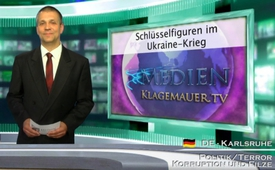 Schlüsselfiguren im
Ukraine-Krieg
MEDIEN
KLAGEMAUER.TV
DE - KARLSRUHE
POLITIK/TERROR
KORRUPTION UND FILZE